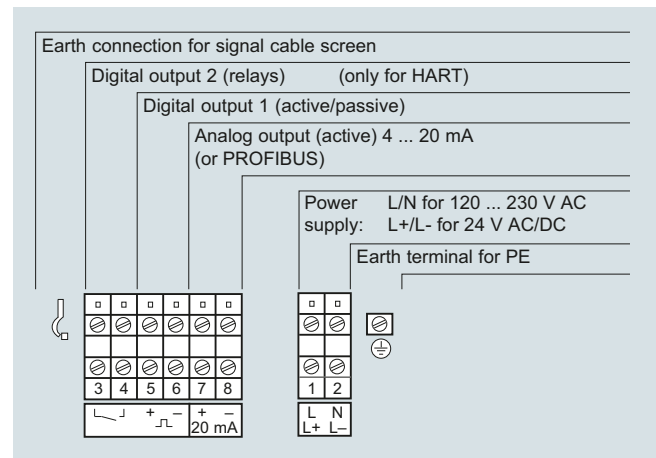 Earth connection for signal cable screen
Digital output 2 (relays) (only for HART)
Digital output 1 (active/passive)
Analog output (active) 4 ... 20 mA
(or PROFIBUS)
Power L/N for 120 ... 230 V AC
supply: L+/L- for 24 V AC/DC
Earth terminal for PE
3 4 5 6 7 8
1 2
+ – + –
20 mA
L N
L+ L–